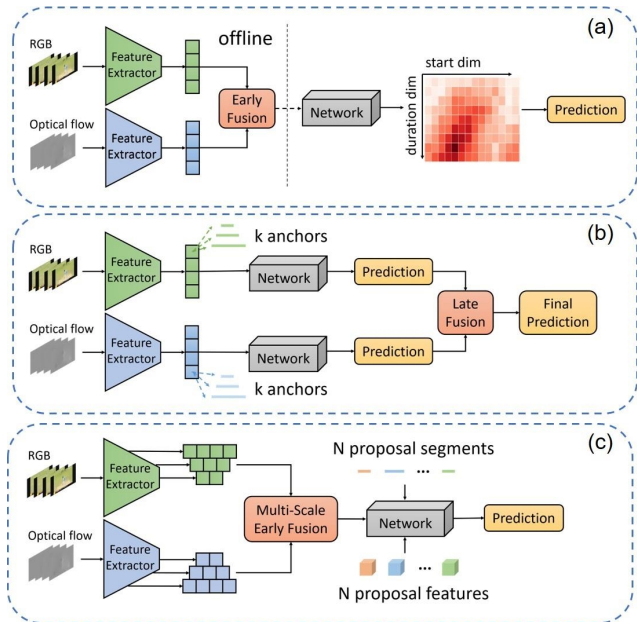 (a)
RGB
Feature
Extractor
offline
Optical flow
Feature
Extractor
Early
Fusion
Network
start dim
duration dim
Prediction
(b)
RGB
Feature
Extractor
k anchors
Network
Prediction
Optical flow
Feature
Extractor
k anchors
Network
Prediction
Late
Fusion
Final
Prediction
(c)
RGB
Feature
Extractor
Optical flow
Feature
Extractor
Multi-Scale
Early Fusion
N proposal segments
...
Network
Prediction
...
N proposal features